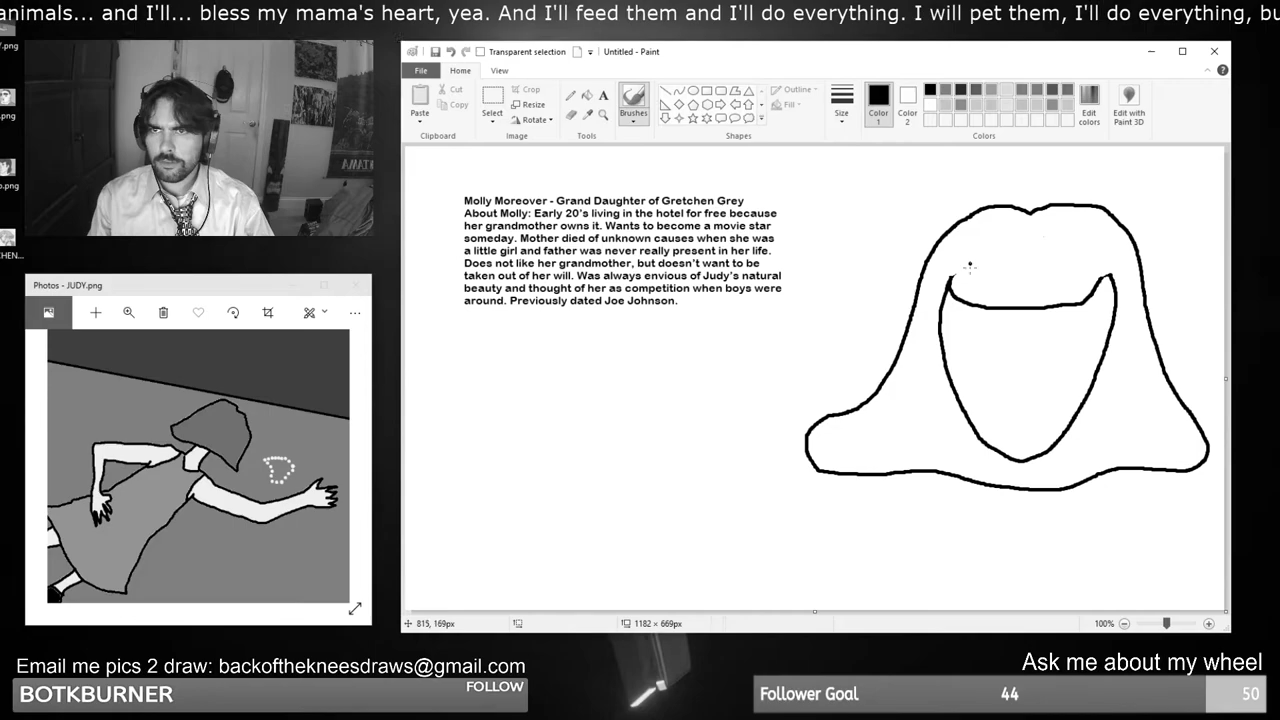 animals... and I'll... bless my mama's heart, yea. And I'll feed them and I'll do everything. I will pet them, I'll do everything, bu
Transparent selection
Untitled - Paint
File
Home
View
Paste
Cut
Copy
Clipboard
Select
Crop
Resize
Rotate
Image
Tools
Brushes
Shapes
Outline
Fill
Size
Color 1
Color 2
Edit colors
Colors
Edit with Paint 3D
Molly Moreover - Grand Daughter of Gretchen Grey
About Molly: Early 20's living in the hotel for free because
her grandmother owns it. Wants to become a movie star
someday. Mother died of unknown causes when she was
a little girl and father was never really present in her life.
Does not like her grandmother, but doesn't want to be
taken out of her will. Was always envious of Judy's natural
beauty and thought of her as competition when boys were
around. Previously dated Joe Johnson.
815, 169px
1182 × 669px
100%
Photos - JUDY.png
Email me pics 2 draw: backofthekneesdraws@gmail.com
BOTKBURNER
FOLLOW
Ask me about my wheel
Follower Goal
44
50